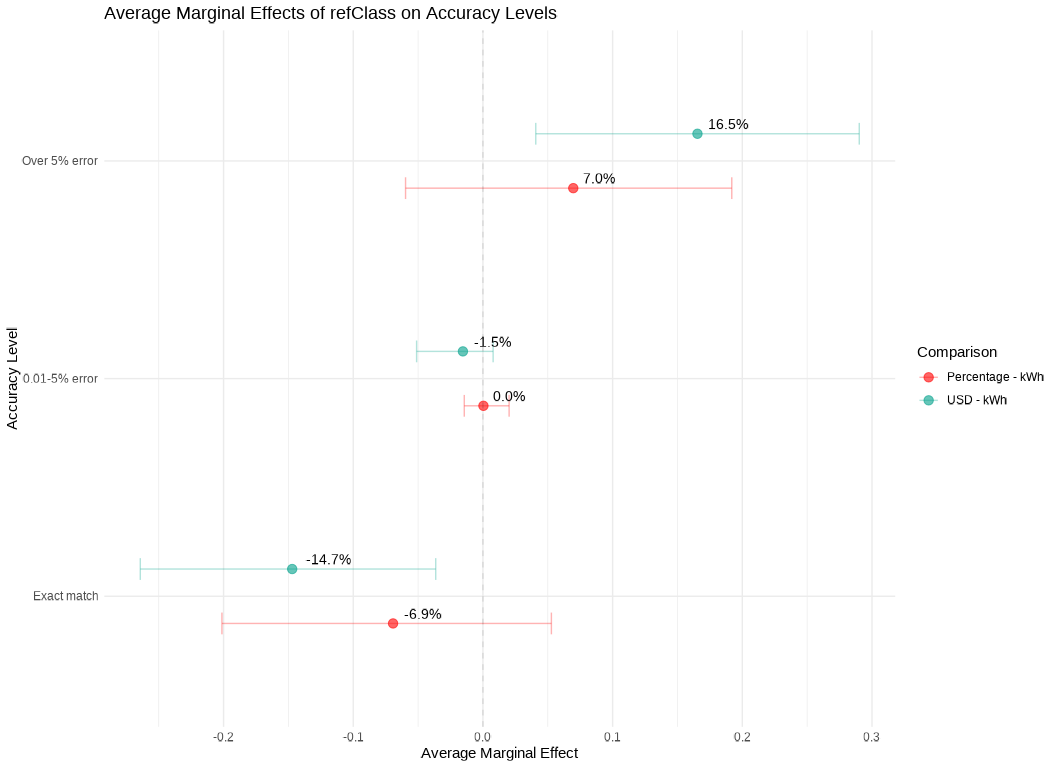 Average Marginal Effects of refClass on Accuracy Levels
16.5%
Over 5% error
7.0%
-1.5%
0.01-5% error
0.0%
-14.7%
Exact match
-6.9%
Accuracy Level
-0.2
-0.1
0.0
0.1
0.2
0.3
Average Marginal Effect
Comparison
Percentage - kWh
USD - kWh